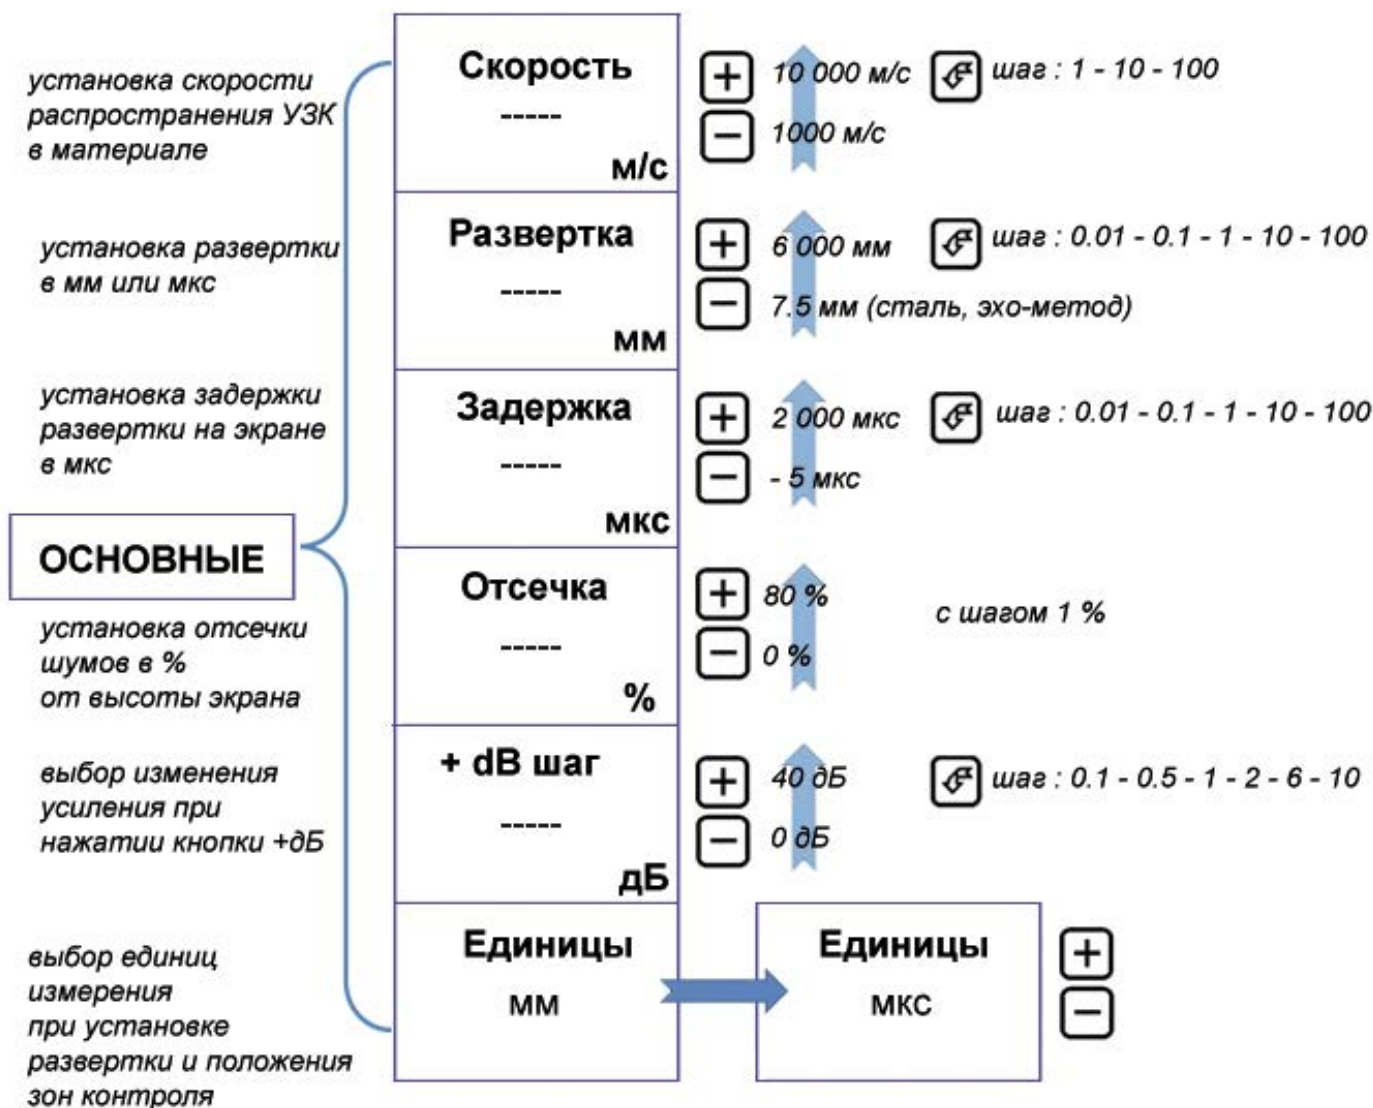 установка скорости
распространения УЗК
в материале
Скорость
-----
м/с
+ 10 000 м/с
шаг : 1 - 10 - 100
− 1000 м/с
установка развертки
в мм или мкс
Развертка
-----
мм
+ 6 000 мм
шаг : 0.01 - 0.1 - 1 - 10 - 100
− 7.5 мм (сталь, эхо-метод)
установка задержки
развертки на экране
в мкс
Задержка
-----
мкс
+ 2 000 мкс
шаг : 0.01 - 0.1 - 1 - 10 - 100
− - 5 мкс
ОСНОВНЫЕ
установка отсечки
шумов в %
от высоты экрана
Отсечка
-----
%
+ 80 %
с шагом 1 %
− 0 %
выбор изменения
усиления при
нажатии кнопки +дБ
+ dB шаг
-----
дБ
+ 40 дБ
шаг : 0.1 - 0.5 - 1 - 2 - 6 - 10
− 0 дБ
выбор единиц
измерения
при установке
развертки и положения
зон контроля
Единицы
мм
Единицы
мкс
+
−